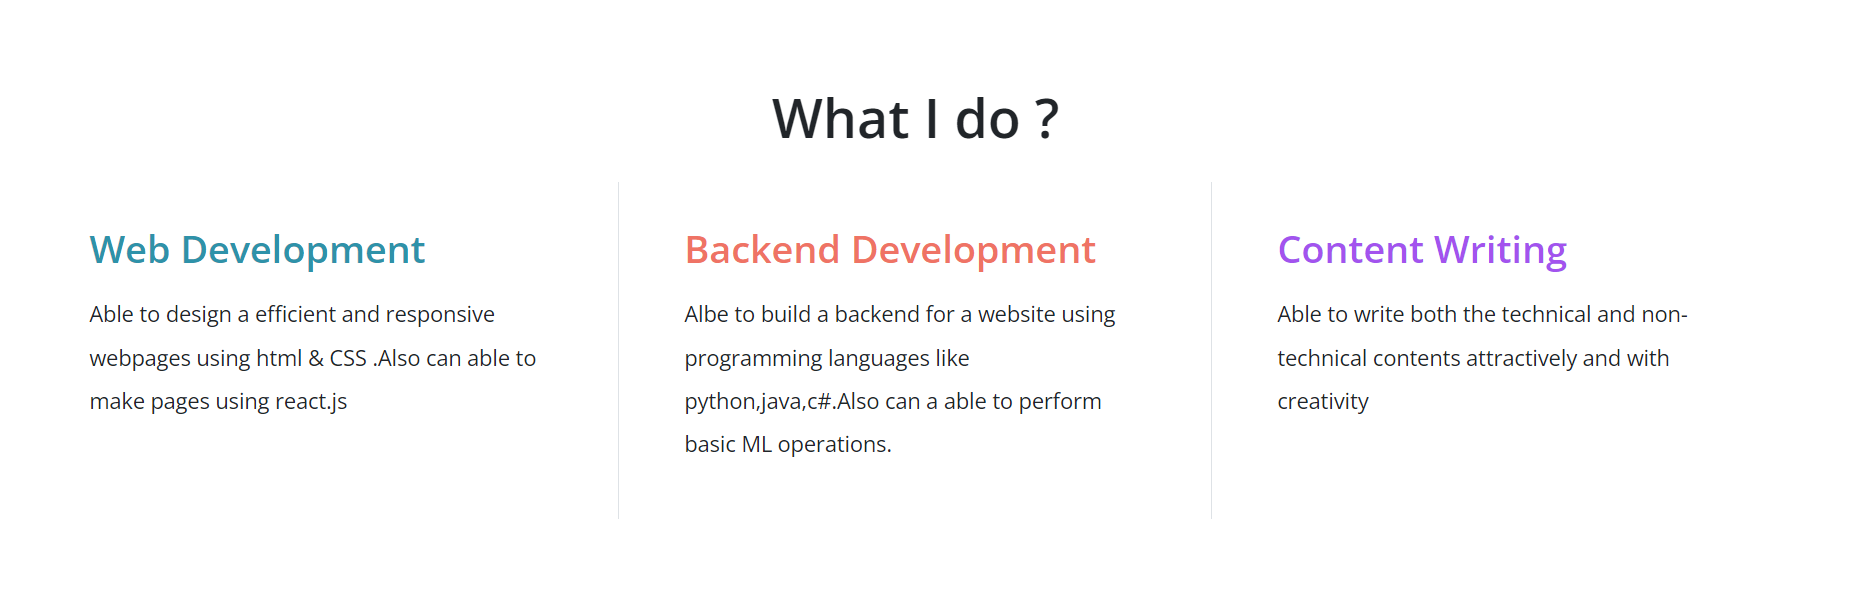 What I do ?
Web Development
Able to design a efficient and responsive
webpages using html & CSS .Also can able to
make pages using react.js
Backend Development
Albe to build a backend for a website using
programming languages like
python,java,c#.Also can a able to perform
basic ML operations.
Content Writing
Able to write both the technical and non-
technical contents attractively and with
creativity